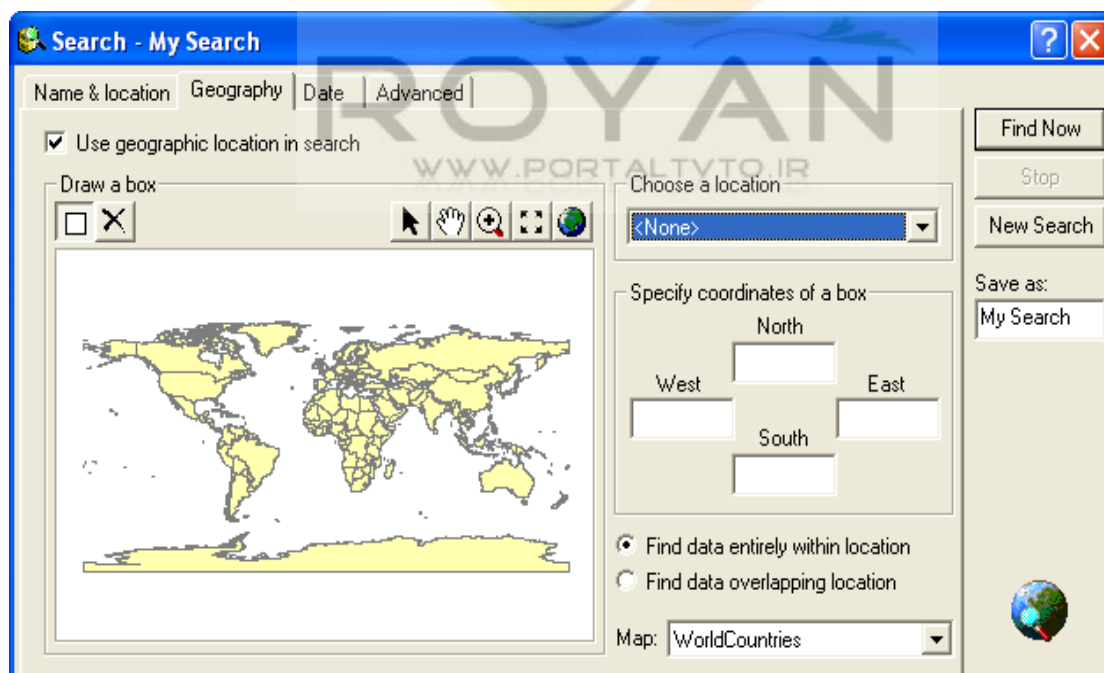 Search - My Search
ROYAN
WWW.PORTALTVTO.IR
Name & location
Geography
Date
Advanced
Use geographic location in search
Draw a box
Choose a location
<None>
Specify coordinates of a box
North
West
East
South
Find data entirely within location
Find data overlapping location
Map: WorldCountries
Find Now
Stop
New Search
Save as:
My Search